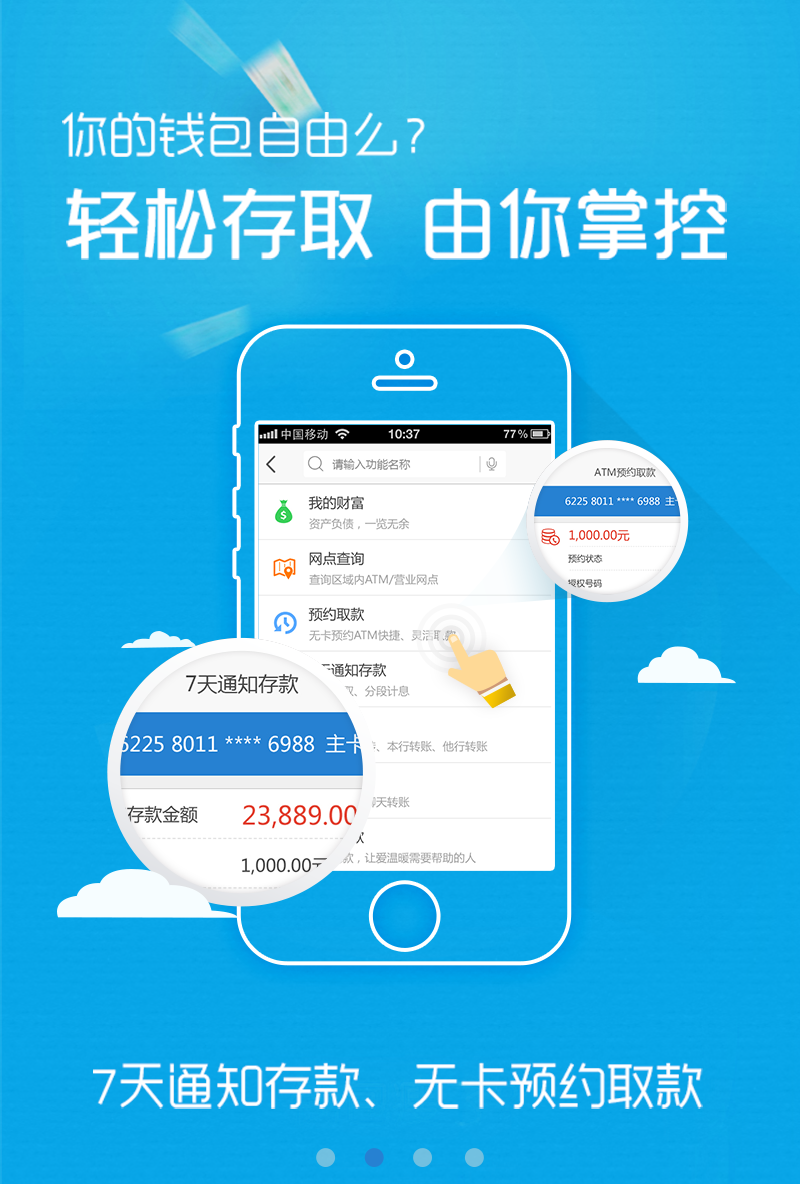 你的钱包自由么？
轻松存取 由你掌控
中国移动 10:37 77%
请输入功能名称
我的财富
资产负债，一览无余
网点查询
查询区域内ATM/营业网点
预约取款
无卡预约ATM快捷、灵活取
ATM预约取款
6225 8011 **** 6988 主
1,000.00元
预约状态
授权号码
天通知存款
、分段计息
、本行转账、他行转账
天转账
款，让爱温暖需要帮助的人
7天通知存款
6225 8011 **** 6988 主卡
存款金额 23,889.00
1,000.00元
7天通知存款、无卡预约取款